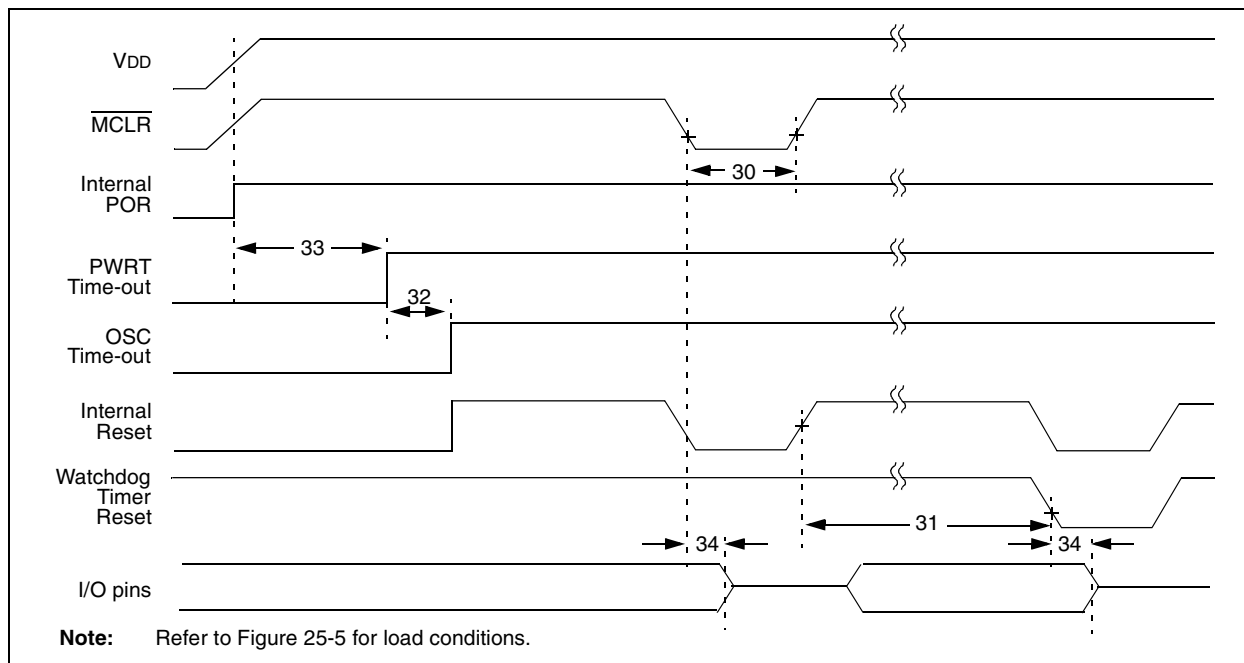 VDD
MCLR
30
Internal
POR
33
PWRT
Time-out
32
OSC
Time-out
Internal
Reset
Watchdog
Timer
Reset
31
34
34
I/O pins
Note: Refer to Figure 25-5 for load conditions.